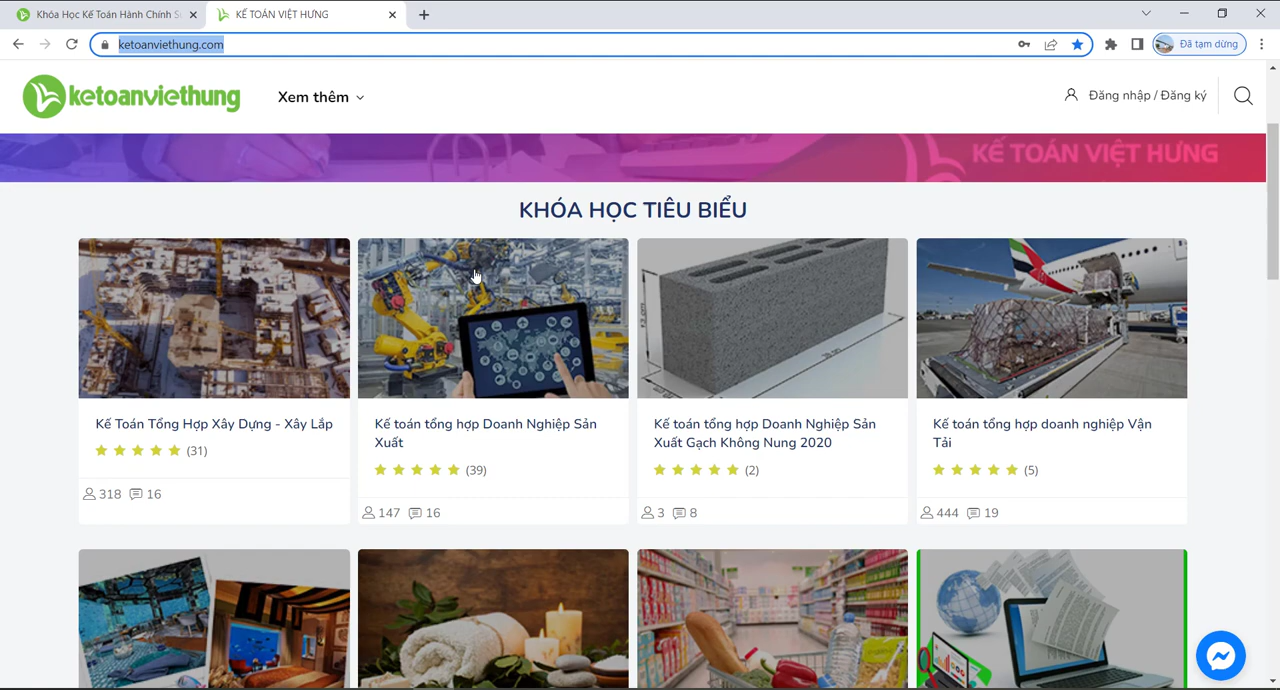 Khóa Học Kế Toán Hành Chính S
KẾ TOÁN VIỆT HƯNG
ketoanviethung.com
Đã tạm dừng
ketoanviethung
Xem thêm
Đăng nhập / Đăng ký
KẾ TOÁN VIỆT HƯNG
KHÓA HỌC TIÊU BIỂU
Kế Toán Tổng Hợp Xây Dựng - Xây Lắp
(31)
318 16
Kế toán tổng hợp Doanh Nghiệp Sản
Xuất
(39)
147 16
Kế toán tổng hợp Doanh Nghiệp Sản
Xuất Gạch Không Nung 2020
(2)
3 8
Kế toán tổng hợp doanh nghiệp Vận
Tải
(5)
444 19